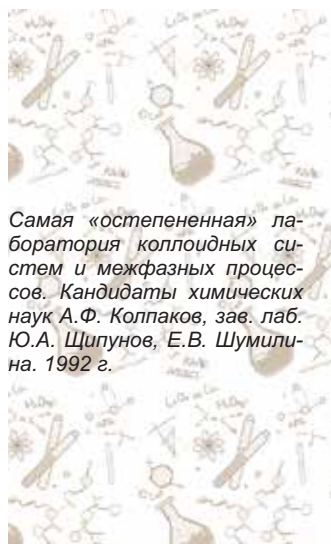 Самая «остепененная» ла-
боратория коллоидных си-
стем и межфазных процес-
сов. Кандидаты химических
наук А.Ф. Колпаков, зав. лаб.
Ю.А. Щипунов, Е.В. Шумили-
на. 1992 г.